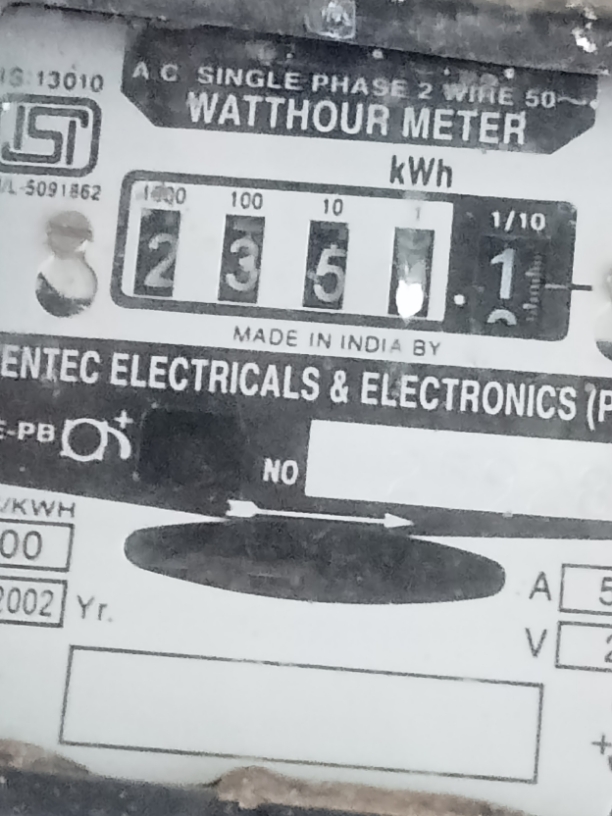 IS:13010
A.C. SINGLE PHASE 2 WIRE 50~
WATTHOUR METER
ISI
/L-5091862
kWh
1000 100 10 1 1/10
2 3 5 . 1
MADE IN INDIA BY
ENTEC ELECTRICALS & ELECTRONICS (P
E-PB
NO
/KWH
00
2002 Yr.
A 5
V 2